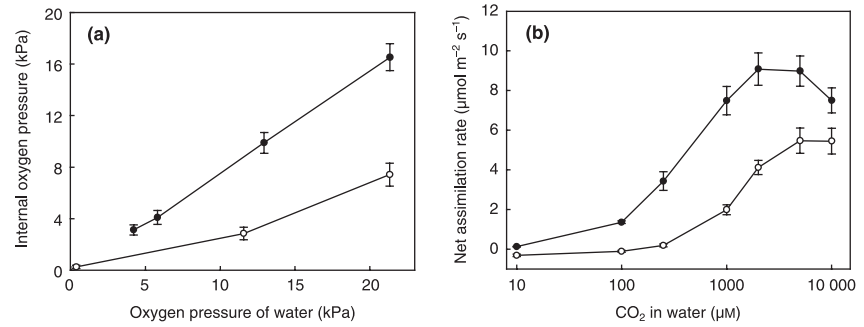 (a)
Internal oxygen pressure (kPa)
20
16
12
8
4
0
0 5 10 15 20
Oxygen pressure of water (kPa)
(b)
Net assimilation rate (µmol m⁻² s⁻¹)
12
10
8
6
4
2
0
10 100 1000 10 000
CO₂ in water (µM)